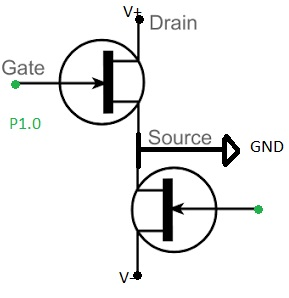 V+
Drain
Gate
P1.0
Source
GND
V-